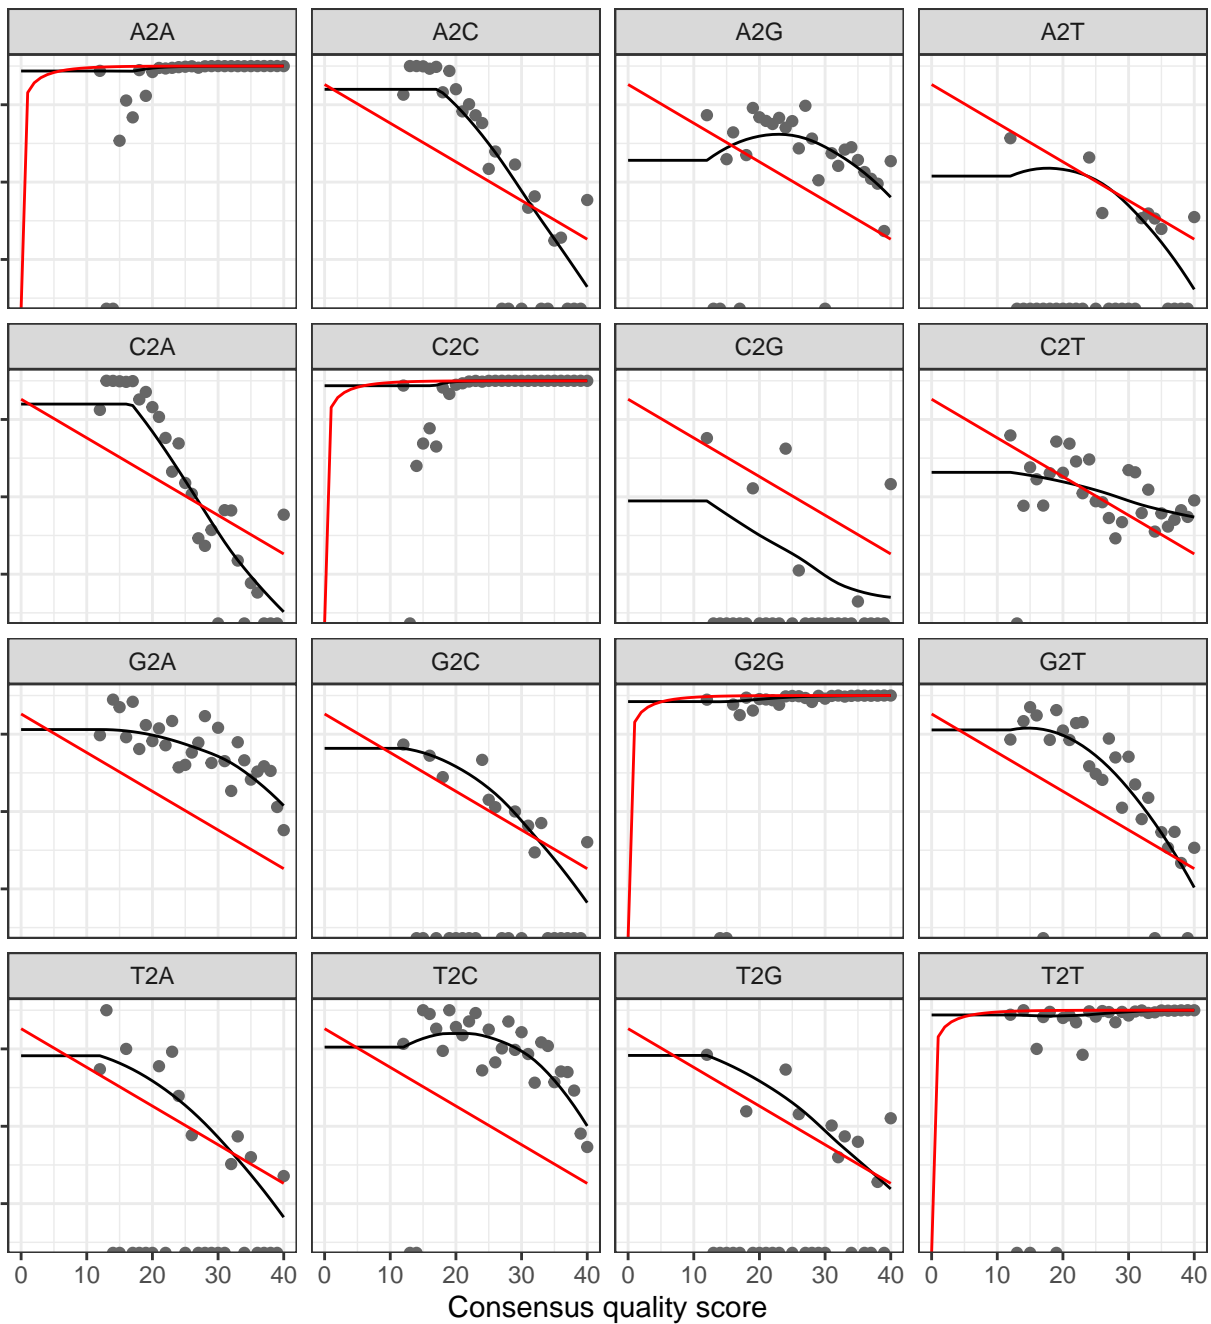 A2A A2C A2G A2T
C2A C2C C2G C2T
G2A G2C G2G G2T
T2A T2C T2G T2T
0 10 20 30 40 0 10 20 30 40 0 10 20 30 40 0 10 20 30 40
Consensus quality score